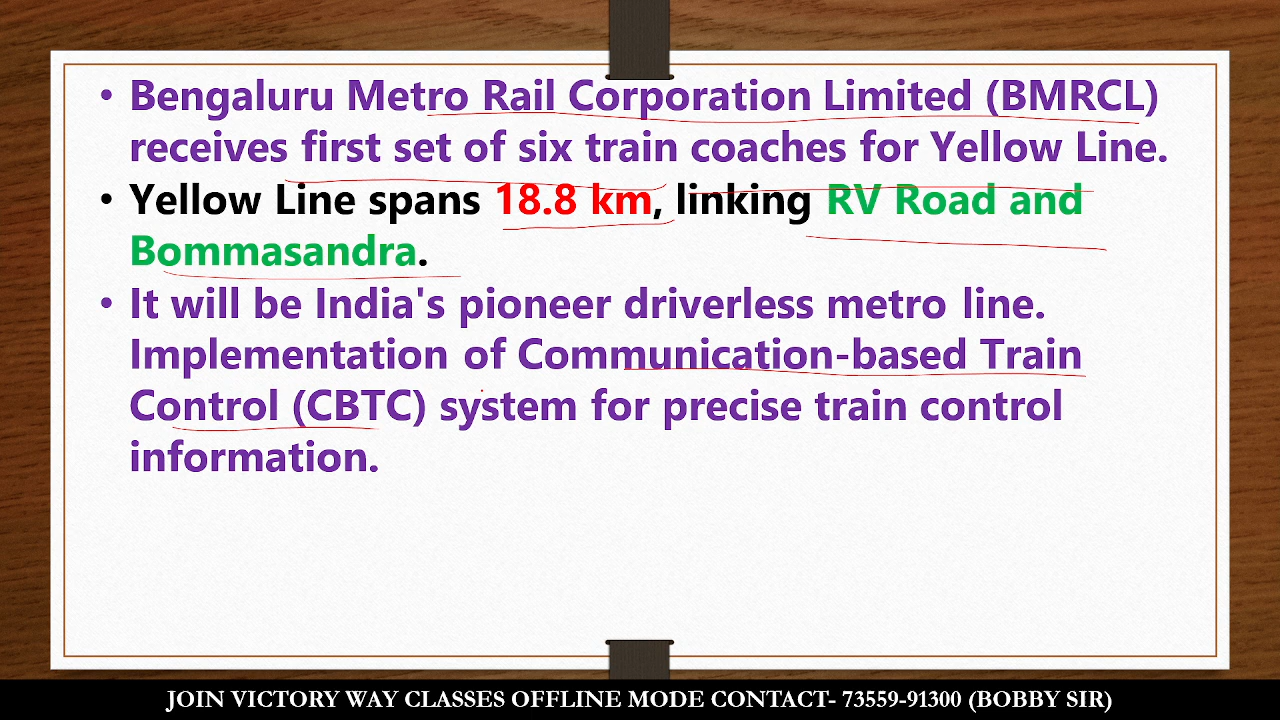 • Bengaluru Metro Rail Corporation Limited (BMRCL)
receives first set of six train coaches for Yellow Line.
• Yellow Line spans 18.8 km, linking RV Road and
Bommasandra.
• It will be India's pioneer driverless metro line.
Implementation of Communication-based Train
Control (CBTC) system for precise train control
information.
JOIN VICTORY WAY CLASSES OFFLINE MODE CONTACT- 73559-91300 (BOBBY SIR)